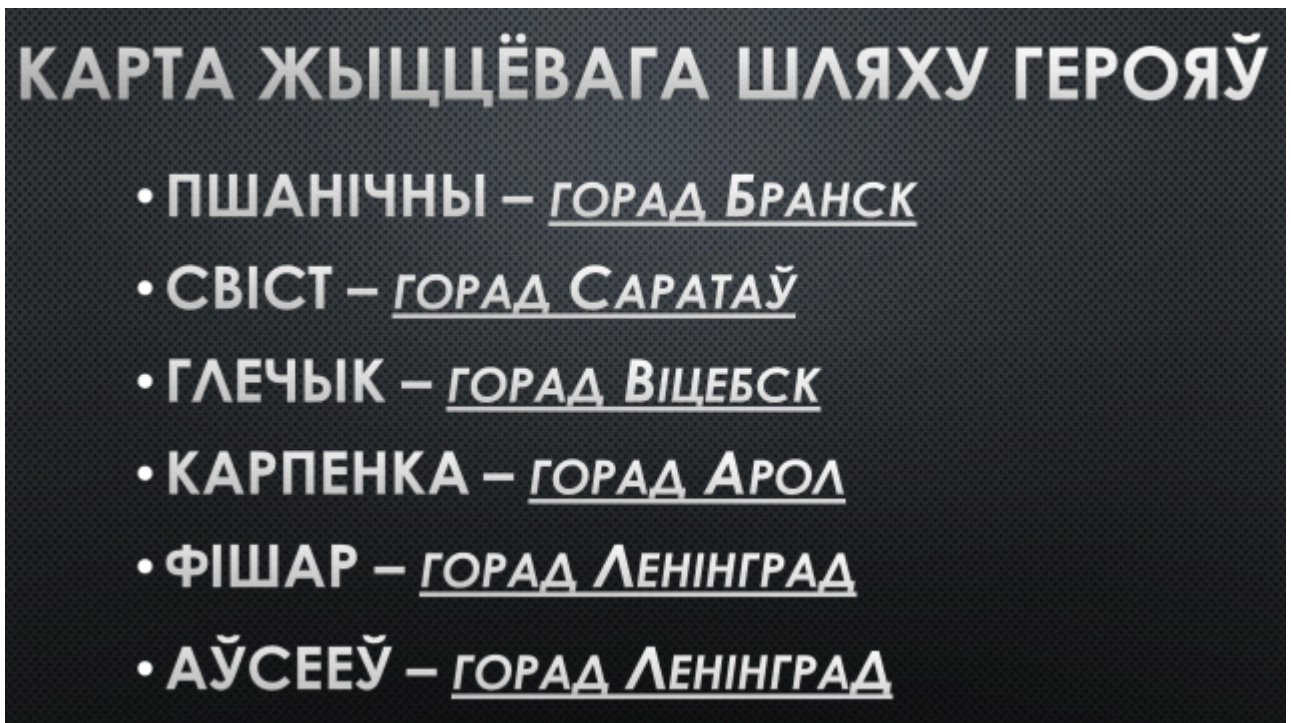 КАРТА ЖЫЦЦЁВАГА ШЛЯХУ ГЕРОЯЎ
• ПШАНІЧНЫ – ГОРАД БРАНСК
• СВІСТ – ГОРАД САРАТАЎ
• ГЛЕЧЫК – ГОРАД ВІЦЕБСК
• КАРПЕНКА – ГОРАД АРОЛ
• ФІШАР – ГОРАД ЛЕНІНГРАД
• АЎСЕЕЎ – ГОРАД ЛЕНІНГРАД